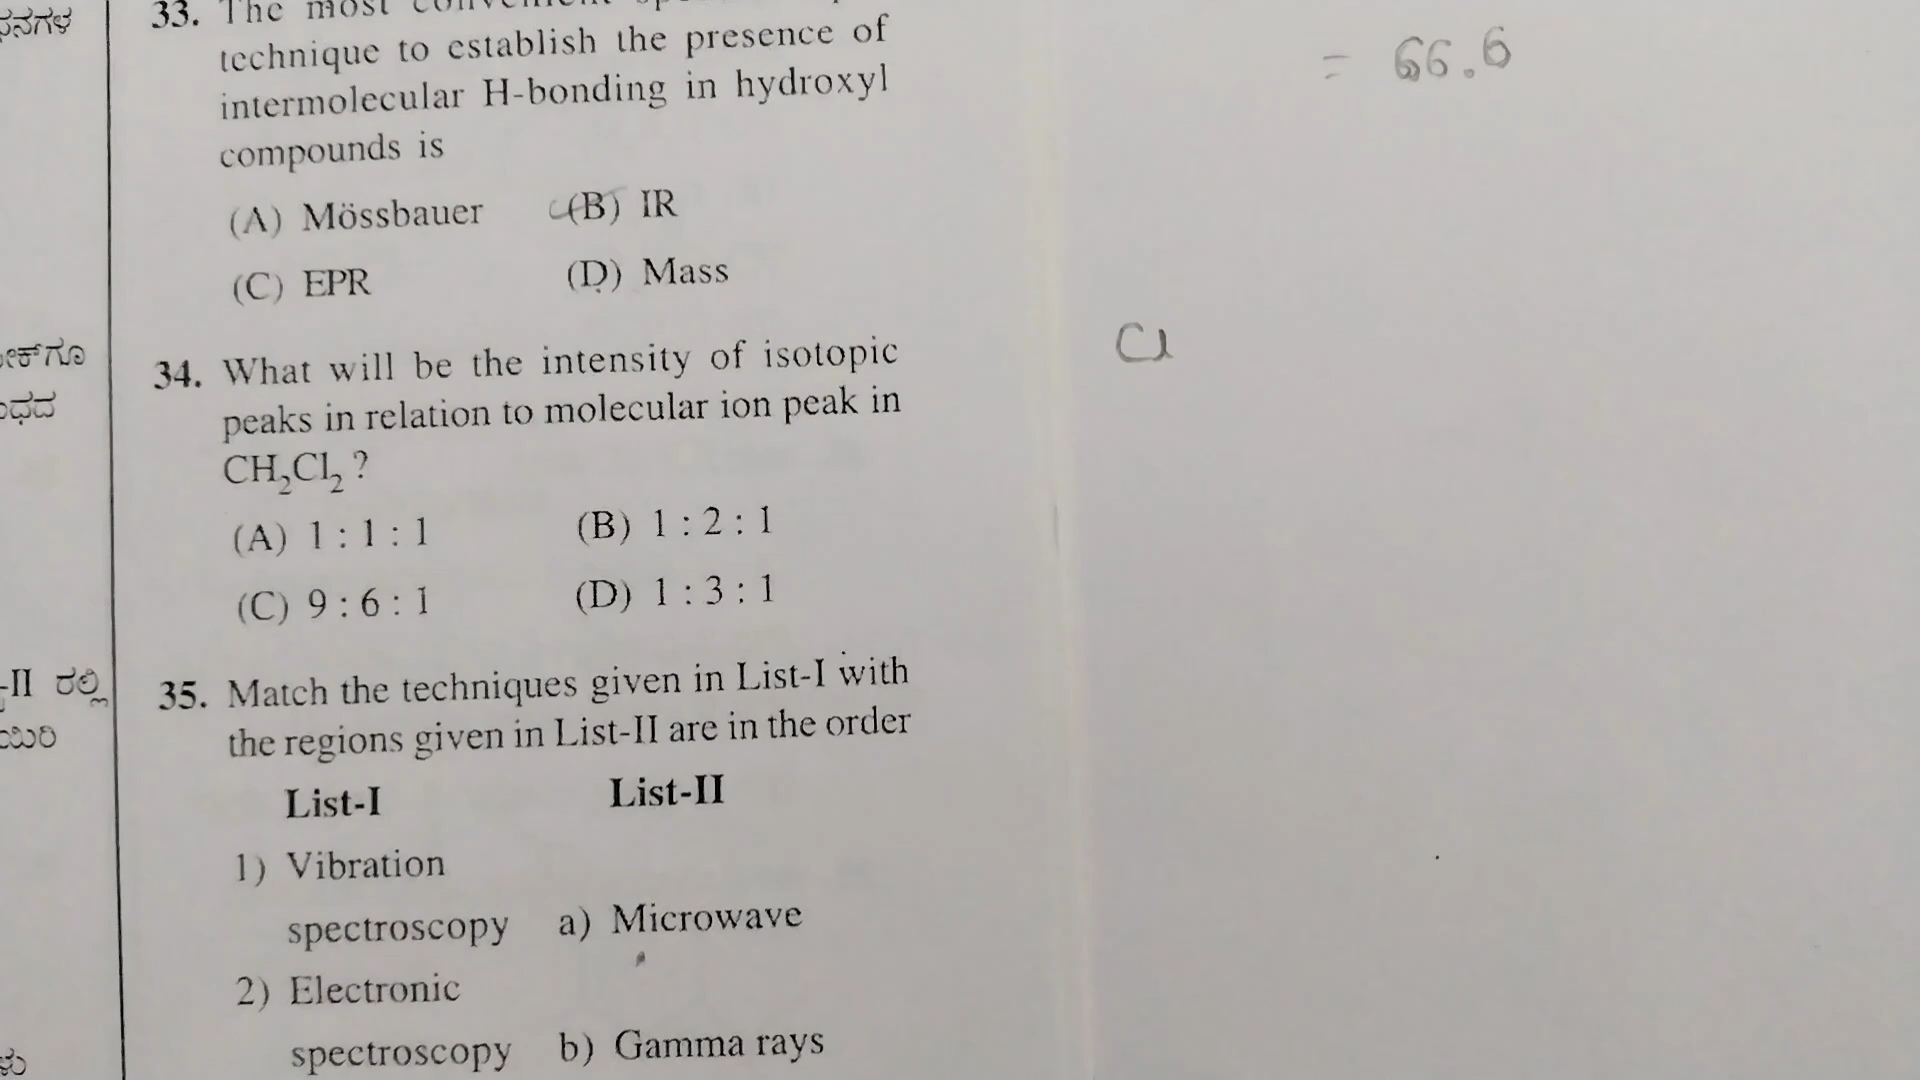 33. The most
technique to establish the presence of
intermolecular H-bonding in hydroxyl
compounds is
(A) Mössbauer (B) IR
(C) EPR (D) Mass
34. What will be the intensity of isotopic
peaks in relation to molecular ion peak in
CH₂Cl₂ ?
(A) 1 : 1 : 1 (B) 1 : 2 : 1
(C) 9 : 6 : 1 (D) 1 : 3 : 1
35. Match the techniques given in List-I with
the regions given in List-II are in the order
List-I List-II
1) Vibration
spectroscopy a) Microwave
2) Electronic
spectroscopy b) Gamma rays
= 66.6
Cl
-II ರಲ್ಲಿ